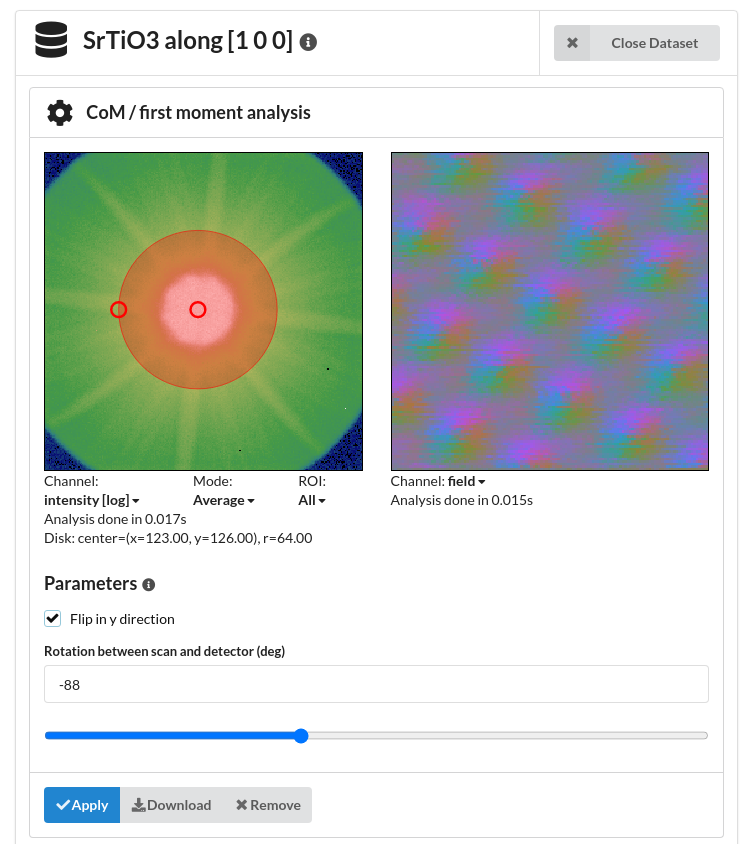 SrTiO3 along [1 0 0]
Close Dataset
CoM / first moment analysis
Channel:
intensity [log]
Mode:
Average
ROI:
All
Analysis done in 0.017s
Disk: center=(x=123.00, y=126.00), r=64.00
Channel: field
Analysis done in 0.015s
Parameters
Flip in y direction
Rotation between scan and detector (deg)
-88
Apply
Download
Remove